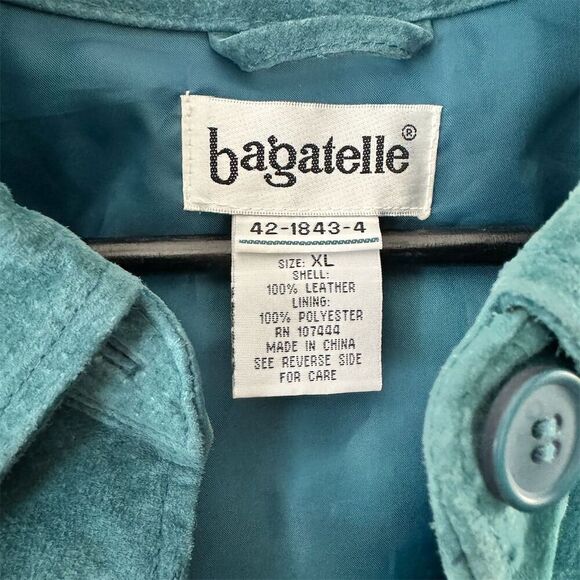 bagatelle®
42-1843-4
SIZE: XL
SHELL:
100% LEATHER
LINING:
100% POLYESTER
RN 107444
MADE IN CHINA
SEE REVERSE SIDE
FOR CARE